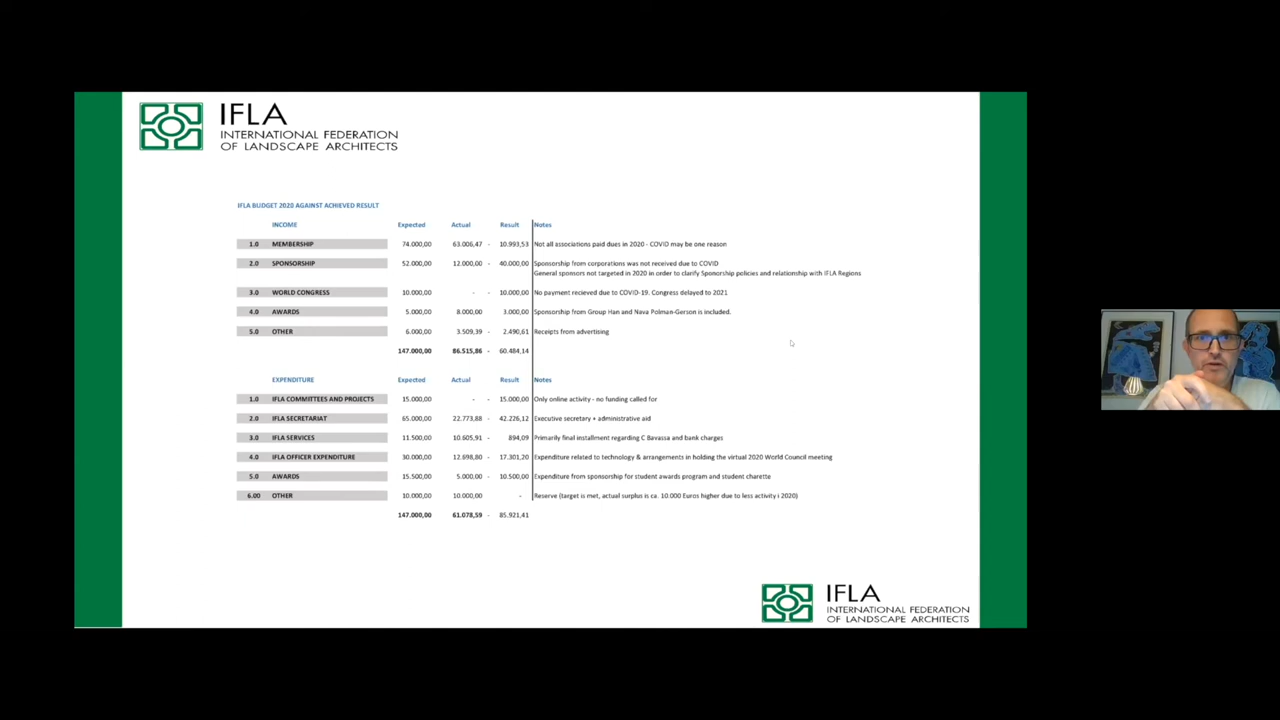 IFLA
INTERNATIONAL FEDERATION
OF LANDSCAPE ARCHITECTS
IFLA BUDGET 2020 AGAINST ACHIEVED RESULT
INCOME Expected Actual Result Notes
1.0 MEMBERSHIP 74.000,00 63.006,47 - 10.993,53 Not all associations paid dues in 2020 - COVID may be one reason
2.0 SPONSORSHIP 52.000,00 12.000,00 - 40.000,00 Sponsorship from corporations was not received due to COVID
General sponsors not targeted in 2020 in order to clarify Sponorship policies and relationship with IFLA Regions
3.0 WORLD CONGRESS 10.000,00 - - 10.000,00 No payment recieved due to COVID-19. Congress delayed to 2021
4.0 AWARDS 5.000,00 8.000,00 3.000,00 Sponsorship from Group Han and Nava Polman-Gerson is included.
5.0 OTHER 6.000,00 3.509,39 - 2.490,61 Receipts from advertising
147.000,00 86.515,86 - 60.484,14
EXPENDITURE Expected Actual Result Notes
1.0 IFLA COMMITTEES AND PROJECTS 15.000,00 - - 15.000,00 Only online activity - no funding called for
2.0 IFLA SECRETARIAT 65.000,00 22.773,88 - 42.226,12 Executive secretary + administrative aid
3.0 IFLA SERVICES 11.500,00 10.605,91 - 894,09 Primarily final installment regarding C Bavassa and bank charges
4.0 IFLA OFFICER EXPENDITURE 30.000,00 12.698,80 - 17.301,20 Expenditure related to technology & arrangements in holding the virtual 2020 World Council meeting
5.0 AWARDS 15.500,00 5.000,00 - 10.500,00 Expenditure from sponsorship for student awards program and student charette
6.00 OTHER 10.000,00 10.000,00 - Reserve (target is met, actual surplus is ca. 10.000 Euros higher due to less activity i 2020)
147.000,00 61.078,59 - 85.921,41
IFLA
INTERNATIONAL FEDERATION
OF LANDSCAPE ARCHITECTS